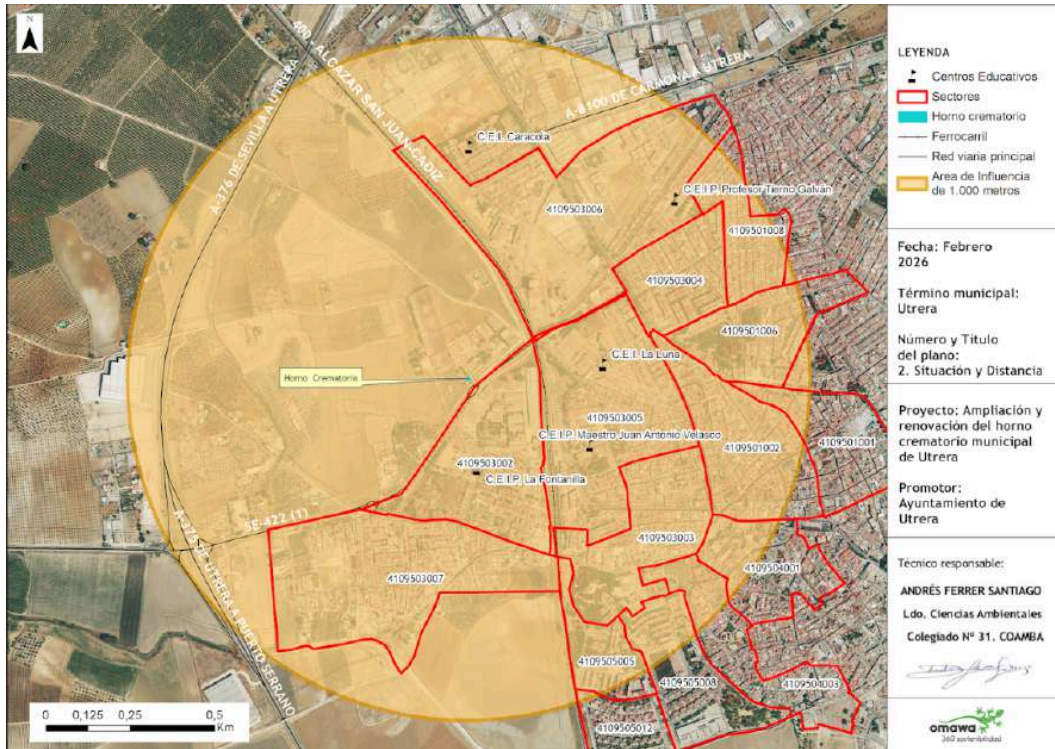 N
A-376 DE SEVILLA A UTRERA
400 ALCAZAR SAN JUAN-CADIZ
A-8100 DE CARMONA A UTRERA
C.E.I. Caracola
C.E.I.P. Profesor Tierno Galván
4109503006
4109501008
4109503004
4109501006
C.E.I. La Luna
Horno Crematorio
4109503005
C.E.I.P. Maestro Juan Antonio Velasco
4109501002
4109501001
4109503002
C.E.I.P. La Fontanilla
SE-422 (1)
4109503003
4109504001
4109503007
4109505005
4109505008
4109504003
4109505012
0 0,125 0,25 0,5
Km
LEYENDA
Centros Educativos
Sectores
Horno crematorio
Ferrocarril
Red viaria principal
Area de Influencia
de 1.000 metros
Fecha: Febrero
2026
Término municipal:
Utrera
Número y Titulo
del plano:
2. Situación y Distancia
Proyecto: Ampliación y
renovación del horno
crematorio municipal
de Utrera
Promotor:
Ayuntamiento de
Utrera
Técnico responsable:
ANDRÉS FERRER SANTIAGO
Ldo. Ciencias Ambientales
Colegiado Nº 31, COAMBA
omawa
360 sostenibilidad